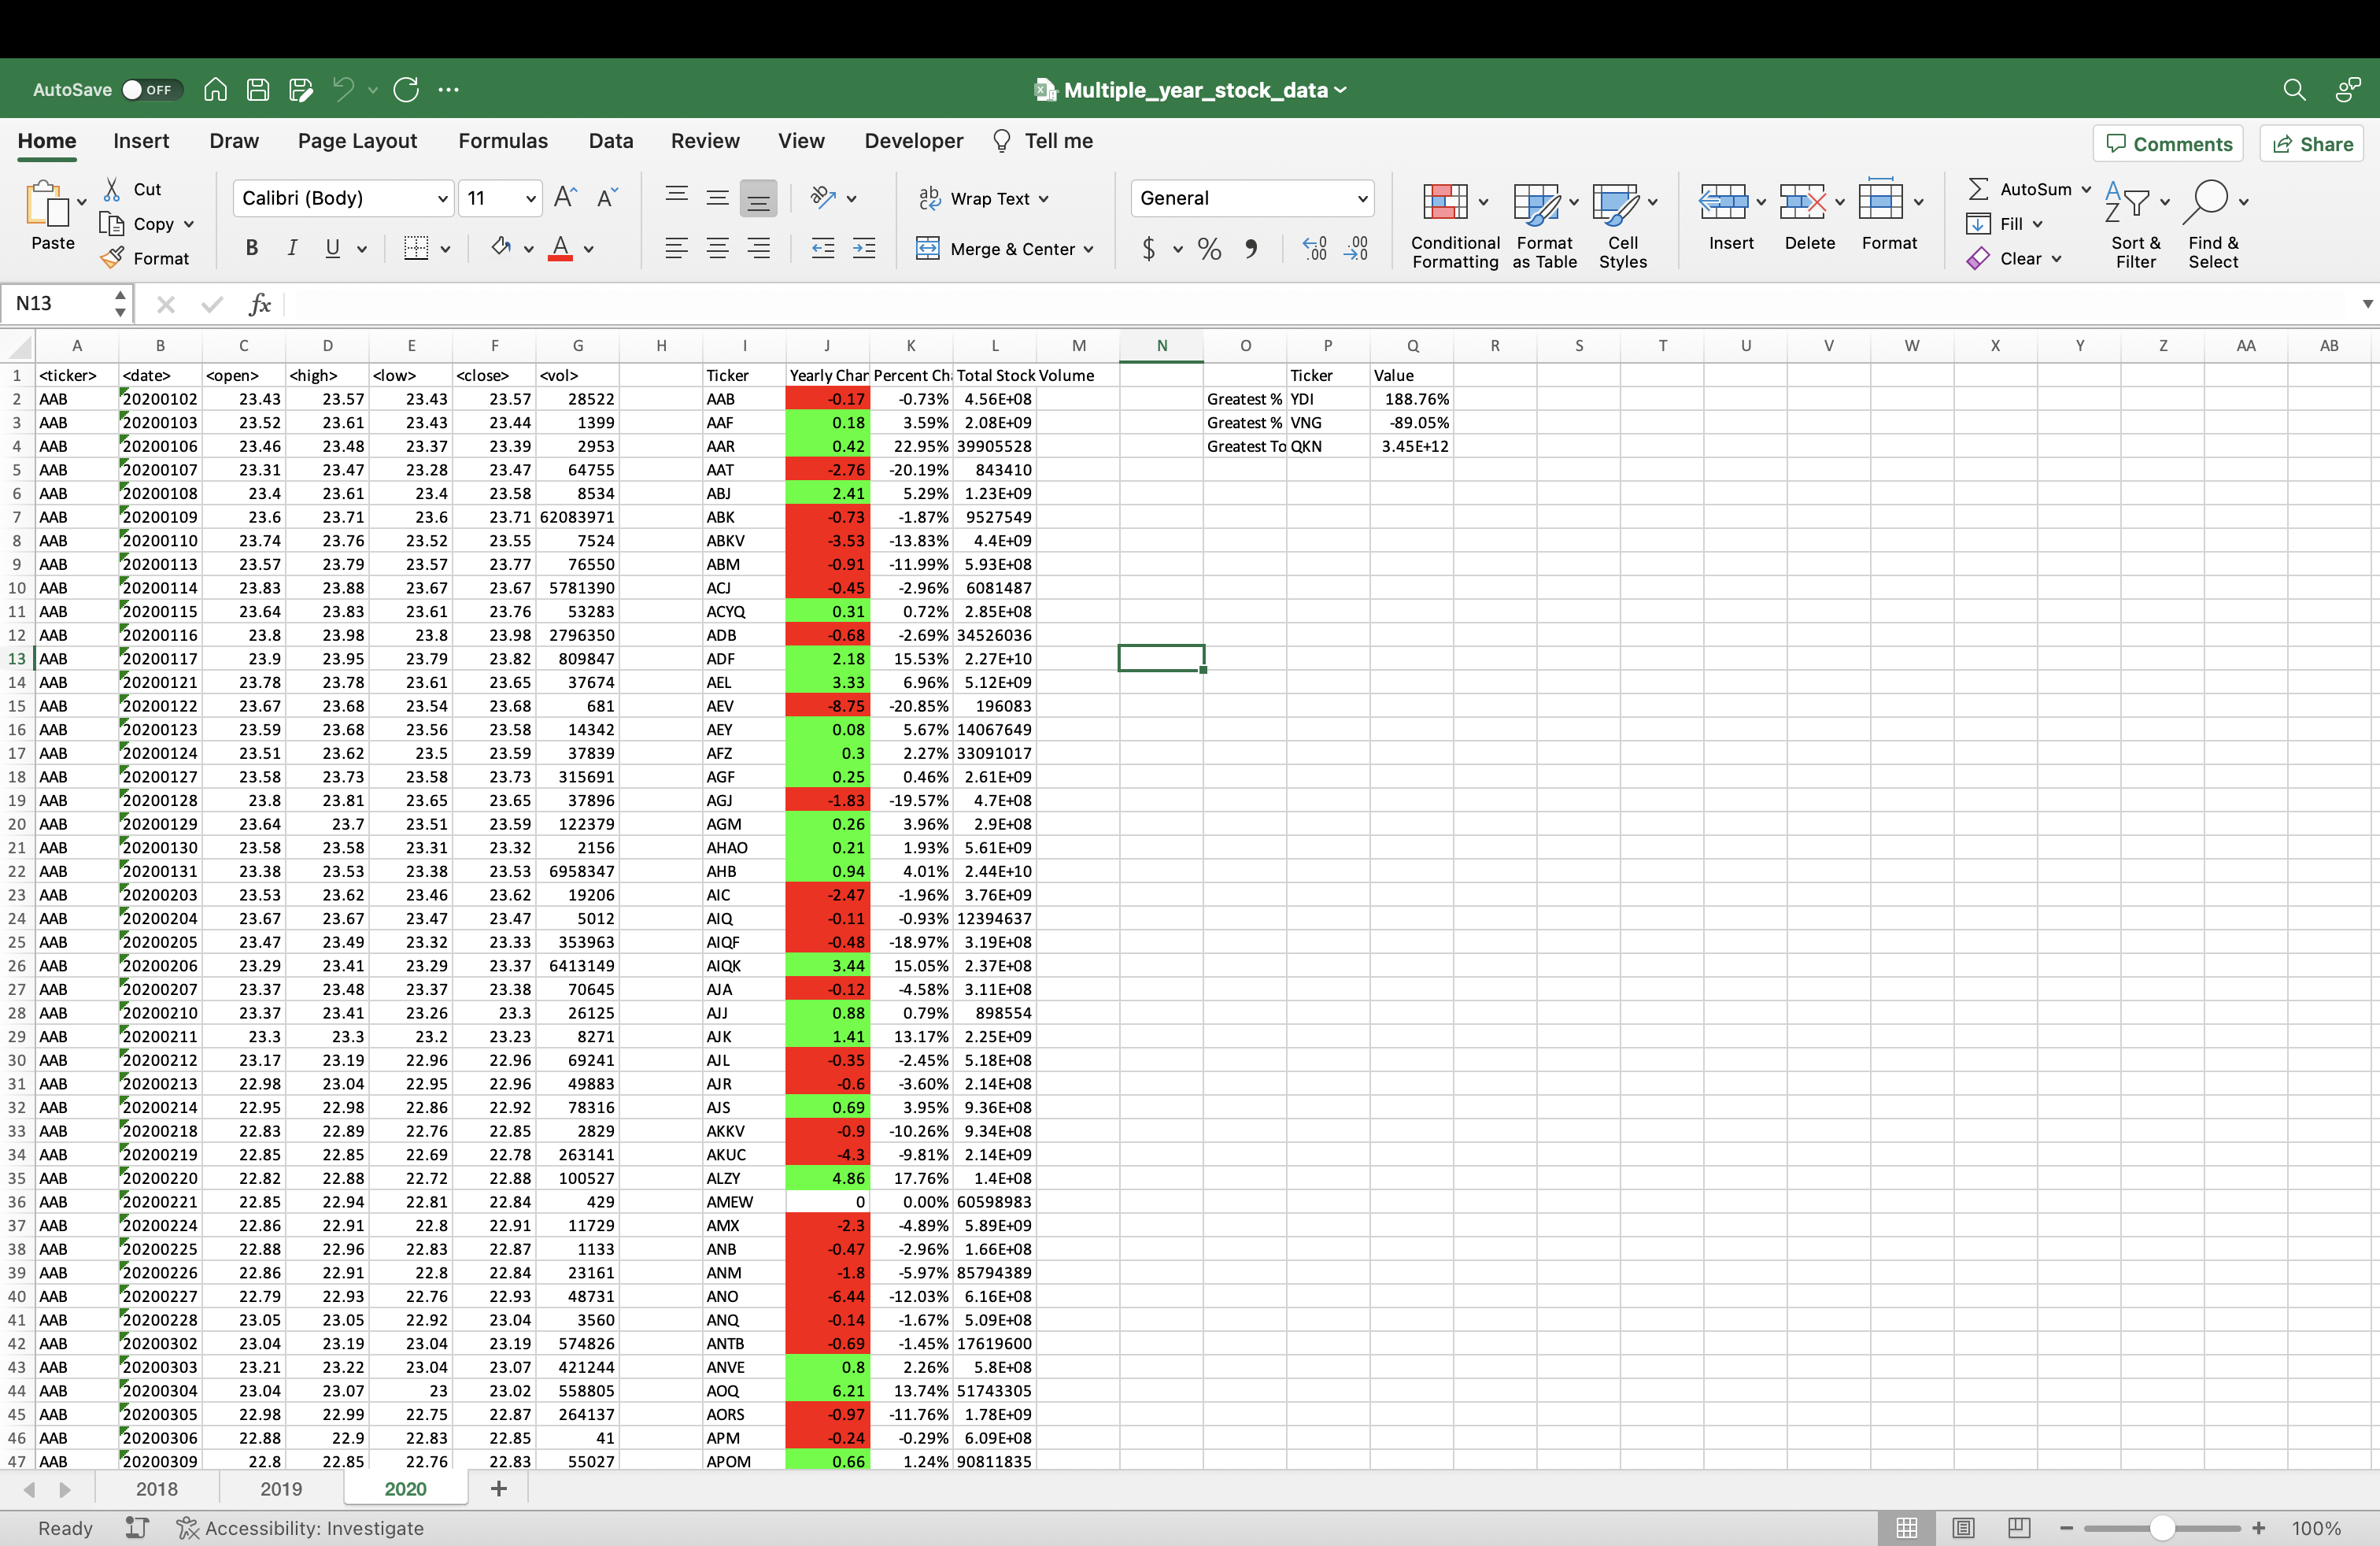 AutoSave OFF Multiple_year_stock_data
Home Insert Draw Page Layout Formulas Data Review View Developer Tell me Comments Share
Paste Cut Copy Format Calibri (Body) 11 Wrap Text Merge & Center General Conditional Formatting Format as Table Cell Styles Insert Delete Format AutoSum Fill Clear Sort & Filter Find & Select
N13 fx
A B C D E F G H I J K L M N O P Q R S T U V W X Y Z AA AB
1 <ticker> <date> <open> <high> <low> <close> <vol> Ticker Yearly Char Percent Ch Total Stock Volume Ticker Value
2 AAB 20200102 23.43 23.57 23.43 23.57 28522 AAB -0.17 -0.73% 4.56E+08 Greatest % YDI 188.76%
3 AAB 20200103 23.52 23.61 23.43 23.44 1399 AAF 0.18 3.59% 2.08E+09 Greatest % VNG -89.05%
4 AAB 20200106 23.46 23.48 23.37 23.39 2953 AAR 0.42 22.95% 39905528 Greatest To QKN 3.45E+12
5 AAB 20200107 23.31 23.47 23.28 23.47 64755 AAT -2.76 -20.19% 843410
6 AAB 20200108 23.4 23.61 23.4 23.58 8534 ABJ 2.41 5.29% 1.23E+09
7 AAB 20200109 23.6 23.71 23.6 23.71 62083971 ABK -0.73 -1.87% 9527549
8 AAB 20200110 23.74 23.76 23.52 23.55 7524 ABKV -3.53 -13.83% 4.4E+09
9 AAB 20200113 23.57 23.79 23.57 23.77 76550 ABM -0.91 -11.99% 5.93E+08
10 AAB 20200114 23.83 23.88 23.67 23.67 5781390 ACJ -0.45 -2.96% 6081487
11 AAB 20200115 23.64 23.83 23.61 23.76 53283 ACYQ 0.31 0.72% 2.85E+08
12 AAB 20200116 23.8 23.98 23.8 23.98 2796350 ADB -0.68 -2.69% 34526036
13 AAB 20200117 23.9 23.95 23.79 23.82 809847 ADF 2.18 15.53% 2.27E+10
14 AAB 20200121 23.78 23.78 23.61 23.65 37674 AEL 3.33 6.96% 5.12E+09
15 AAB 20200122 23.67 23.68 23.54 23.68 681 AEV -8.75 -20.85% 196083
16 AAB 20200123 23.59 23.68 23.56 23.58 14342 AEY 0.08 5.67% 14067649
17 AAB 20200124 23.51 23.62 23.5 23.59 37839 AFZ 0.3 2.27% 33091017
18 AAB 20200127 23.58 23.73 23.58 23.73 315691 AGF 0.25 0.46% 2.61E+09
19 AAB 20200128 23.8 23.81 23.65 23.65 37896 AGJ -1.83 -19.57% 4.7E+08
20 AAB 20200129 23.64 23.7 23.51 23.59 122379 AGM 0.26 3.96% 2.9E+08
21 AAB 20200130 23.58 23.58 23.31 23.32 2156 AHAO 0.21 1.93% 5.61E+09
22 AAB 20200131 23.38 23.53 23.38 23.53 6958347 AHB 0.94 4.01% 2.44E+10
23 AAB 20200203 23.53 23.62 23.46 23.62 19206 AIC -2.47 -1.96% 3.76E+09
24 AAB 20200204 23.67 23.67 23.47 23.47 5012 AIQ -0.11 -0.93% 12394637
25 AAB 20200205 23.47 23.49 23.32 23.33 353963 AIQF -0.48 -18.97% 3.19E+08
26 AAB 20200206 23.29 23.41 23.29 23.37 6413149 AIQK 3.44 15.05% 2.37E+08
27 AAB 20200207 23.37 23.48 23.37 23.38 70645 AJA -0.12 -4.58% 3.11E+08
28 AAB 20200210 23.37 23.41 23.26 23.3 26125 AJJ 0.88 0.79% 898554
29 AAB 20200211 23.3 23.3 23.2 23.23 8271 AJK 1.41 13.17% 2.25E+09
30 AAB 20200212 23.17 23.19 22.96 22.96 69241 AJL -0.35 -2.45% 5.18E+08
31 AAB 20200213 22.98 23.04 22.95 22.96 49883 AJR -0.6 -3.60% 2.14E+08
32 AAB 20200214 22.95 22.98 22.86 22.92 78316 AJS 0.69 3.95% 9.36E+08
33 AAB 20200218 22.83 22.89 22.76 22.85 2829 AKKV -0.9 -10.26% 9.34E+08
34 AAB 20200219 22.85 22.85 22.69 22.78 263141 AKUC -4.3 -9.81% 2.14E+09
35 AAB 20200220 22.82 22.88 22.72 22.88 100527 ALZY 4.86 17.76% 1.4E+08
36 AAB 20200221 22.85 22.94 22.81 22.84 429 AMEW 0 0.00% 60598983
37 AAB 20200224 22.86 22.91 22.8 22.91 11729 AMX -2.3 -4.89% 5.89E+09
38 AAB 20200225 22.88 22.96 22.83 22.87 1133 ANB -0.47 -2.96% 1.66E+08
39 AAB 20200226 22.86 22.91 22.8 22.84 23161 ANM -1.8 -5.97% 85794389
40 AAB 20200227 22.79 22.93 22.76 22.93 48731 ANO -6.44 -12.03% 6.16E+08
41 AAB 20200228 23.05 23.05 22.92 23.04 3560 ANQ -0.14 -1.67% 5.09E+08
42 AAB 20200302 23.04 23.19 23.04 23.19 574826 ANTB -0.69 -1.45% 17619600
43 AAB 20200303 23.21 23.22 23.04 23.07 421244 ANVE 0.8 2.26% 5.8E+08
44 AAB 20200304 23.04 23.07 23 23.02 558805 AOQ 6.21 13.74% 51743305
45 AAB 20200305 22.98 22.99 22.75 22.87 264137 AORS -0.97 -11.76% 1.78E+09
46 AAB 20200306 22.88 22.9 22.83 22.85 41 APM -0.24 -0.29% 6.09E+08
47 AAB 20200309 22.8 22.85 22.76 22.83 55027 APOM 0.66 1.24% 90811835
2018 2019 2020 +
Ready Accessibility: Investigate 100%